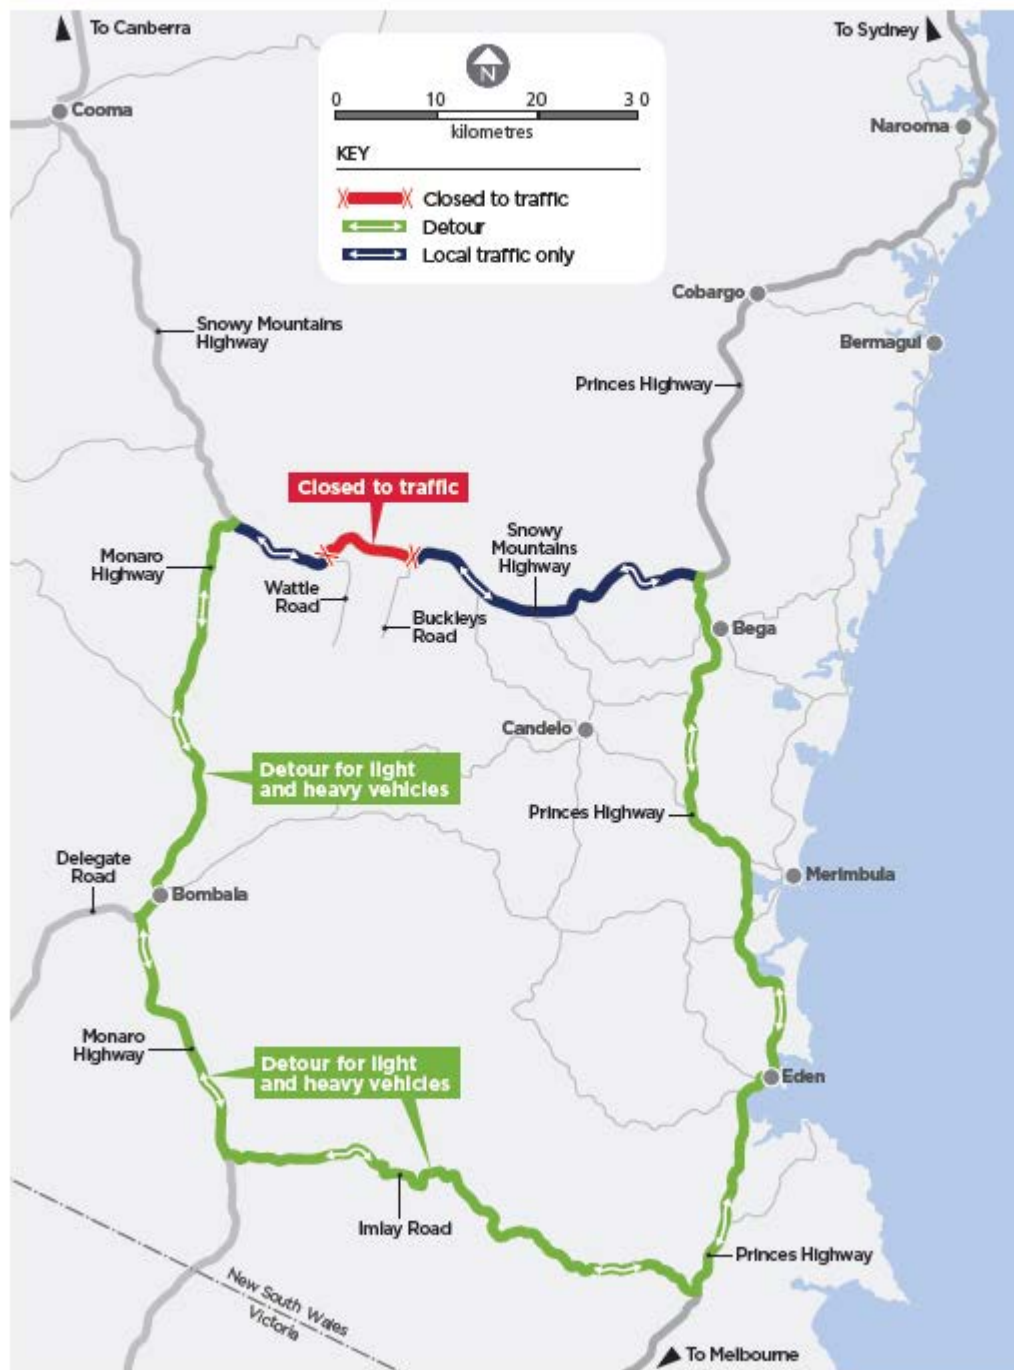 To Canberra
To Sydney
N
0 10 20 3 0
kilometres
KEY
Closed to traffic
Detour
Local traffic only
Cooma
Narooma
Cobargo
Snowy Mountains
Highway
Bermagui
Princes Highway
Closed to traffic
Snowy
Mountains
Highway
Monaro
Highway
Wattle
Road
Buckleys
Road
Bega
Candelo
Detour for light
and heavy vehicles
Princes Highway
Delegate
Road
Bombala
Merimbula
Monaro
Highway
Detour for light
and heavy vehicles
Eden
Imlay Road
Princes Highway
New South Wales
Victoria
To Melbourne